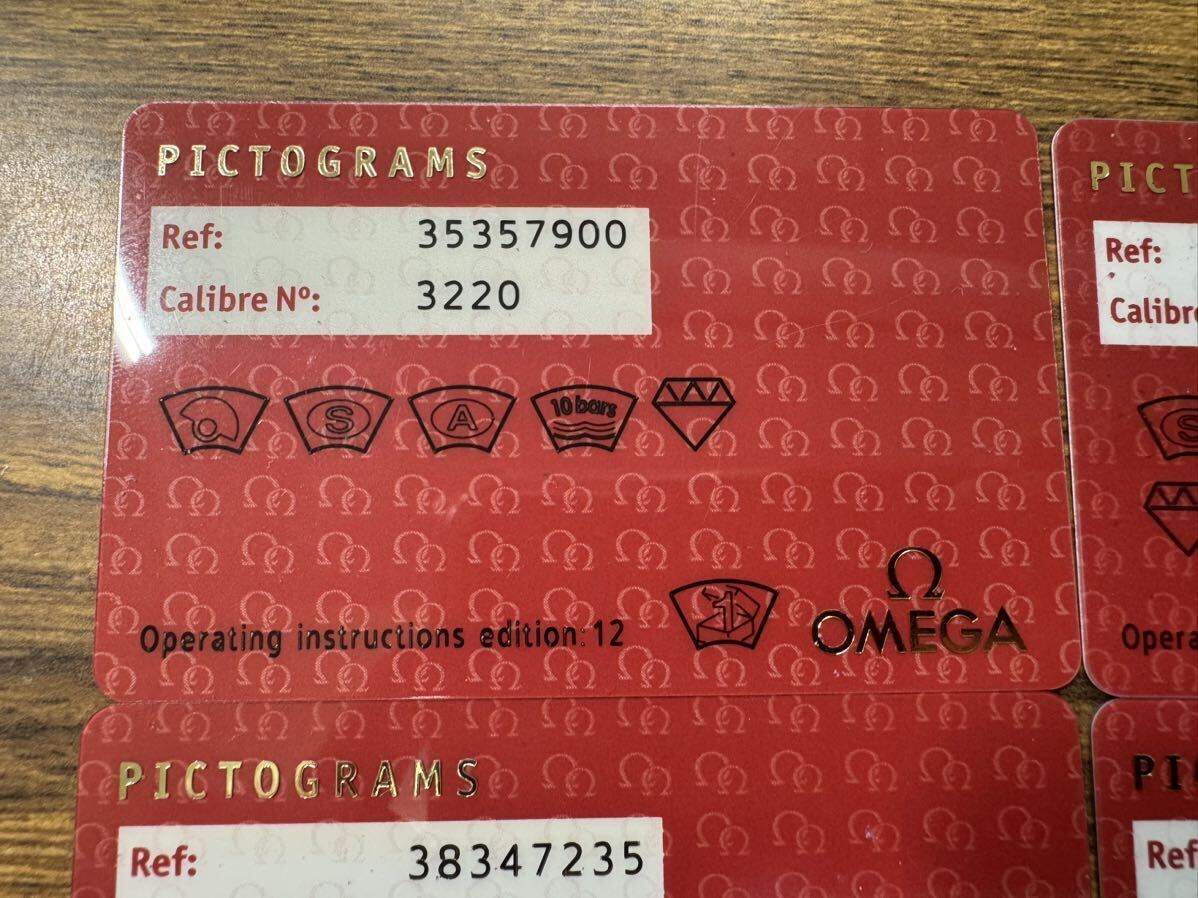 PICTOGRAMS
Ref: 35357900
Calibre Nº: 3220
S A 10 bars
Operating instructions edition: 12
Ω
OMEGA
PICT
Ref:
Calibre
S
Opera
PICTOGRAMS
Ref: 38347235
PI
Ref